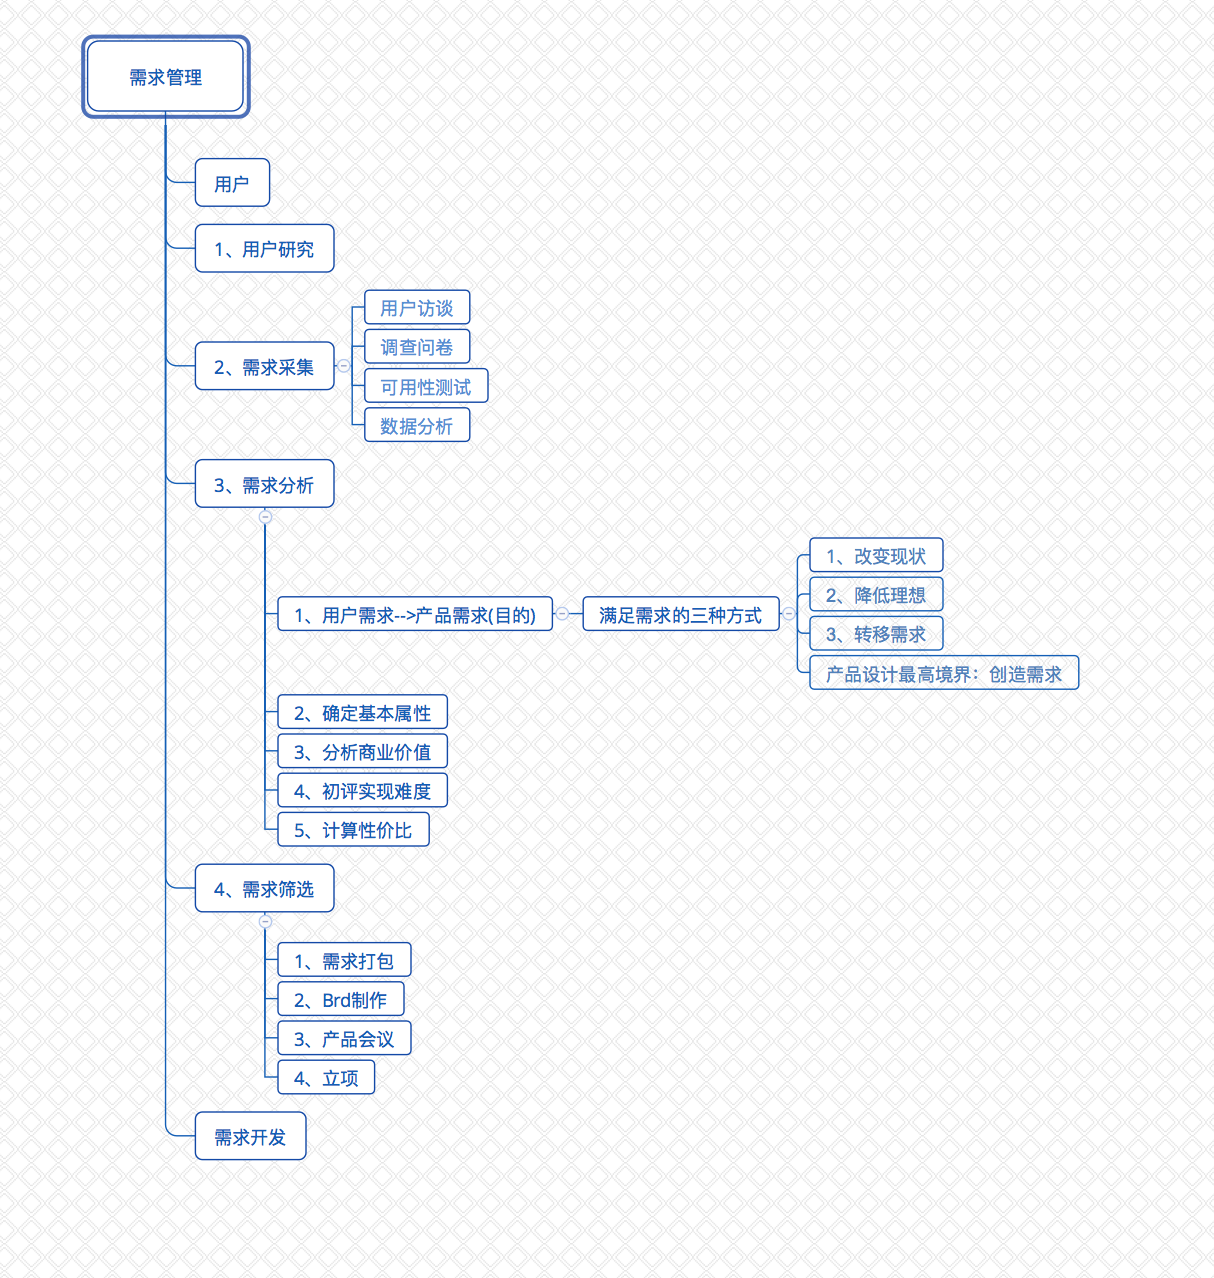 需求管理
用户
1、用户研究
2、需求采集
用户访谈
调查问卷
可用性测试
数据分析
3、需求分析
1、用户需求-->产品需求(目的)
满足需求的三种方式
1、改变现状
2、降低理想
3、转移需求
产品设计最高境界：创造需求
2、确定基本属性
3、分析商业价值
4、初评实现难度
5、计算性价比
4、需求筛选
1、需求打包
2、Brd制作
3、产品会议
4、立项
需求开发